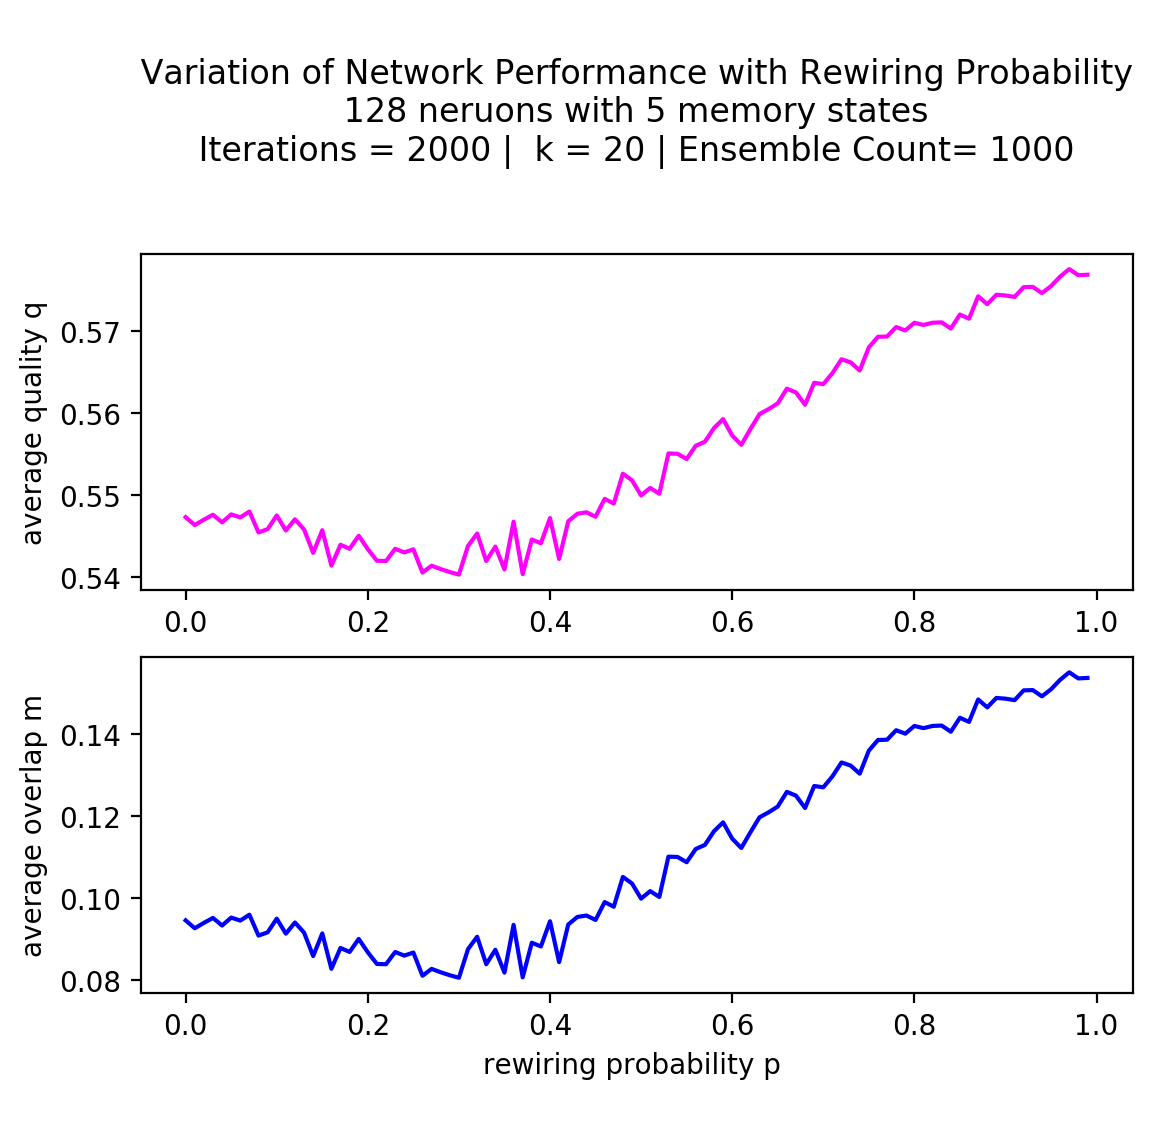 Variation of Network Performance with Rewiring Probability
128 neruons with 5 memory states
Iterations = 2000 |  k = 20 | Ensemble Count= 1000
average quality q
0.57
0.56
0.55
0.54
0.0 0.2 0.4 0.6 0.8 1.0
average overlap m
0.14
0.12
0.10
0.08
0.0 0.2 0.4 0.6 0.8 1.0
rewiring probability p